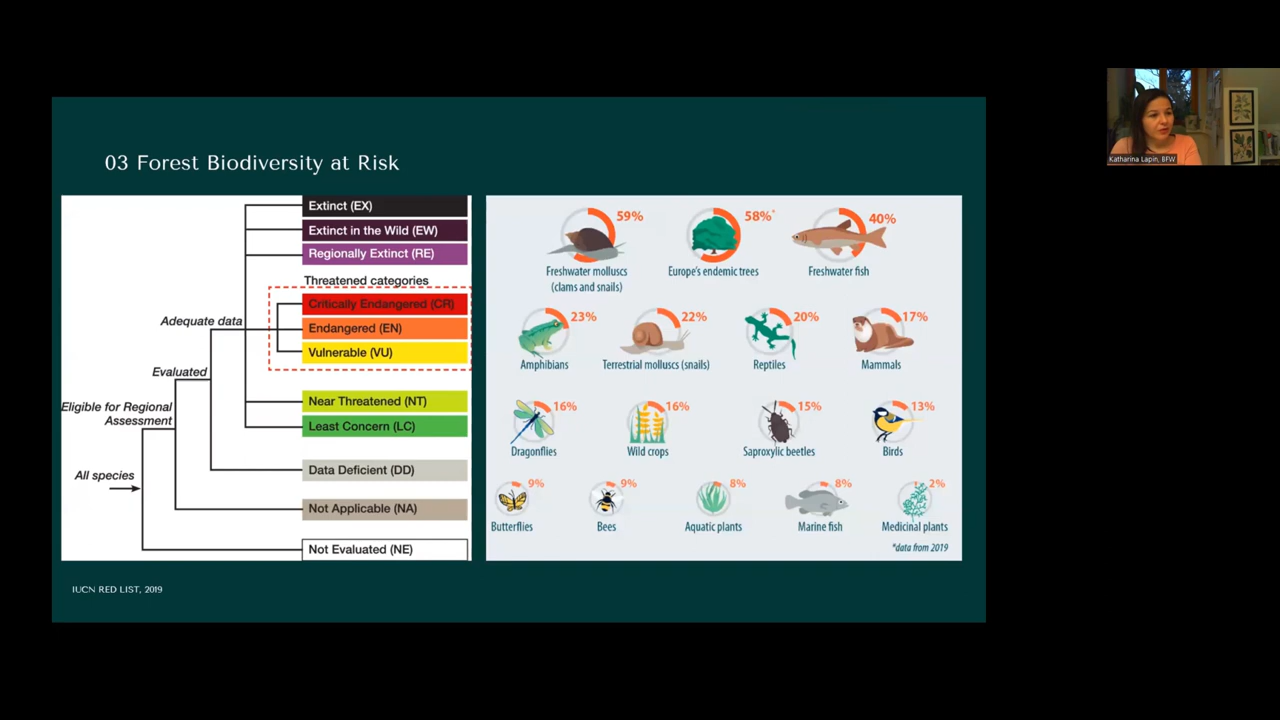 03 Forest Biodiversity at Risk
Extinct (EX)
Extinct in the Wild (EW)
Regionally Extinct (RE)
Threatened categories
Critically Endangered (CR)
Adequate data
Endangered (EN)
Vulnerable (VU)
Evaluated
Near Threatened (NT)
Eligible for Regional
Assessment
Least Concern (LC)
All species
Data Deficient (DD)
Not Applicable (NA)
Not Evaluated (NE)
59%
58%*
40%
Freshwater molluscs
(clams and snails)
Europe's endemic trees
Freshwater fish
23%
22%
20%
17%
Amphibians
Terrestrial molluscs (snails)
Reptiles
Mammals
16%
16%
15%
13%
Dragonflies
Wild crops
Saproxylic beetles
Birds
9%
9%
8%
8%
2%
Butterflies
Bees
Aquatic plants
Marine fish
Medicinal plants
*data from 2019
IUCN RED LIST, 2019
Katharina Lapin, BFW